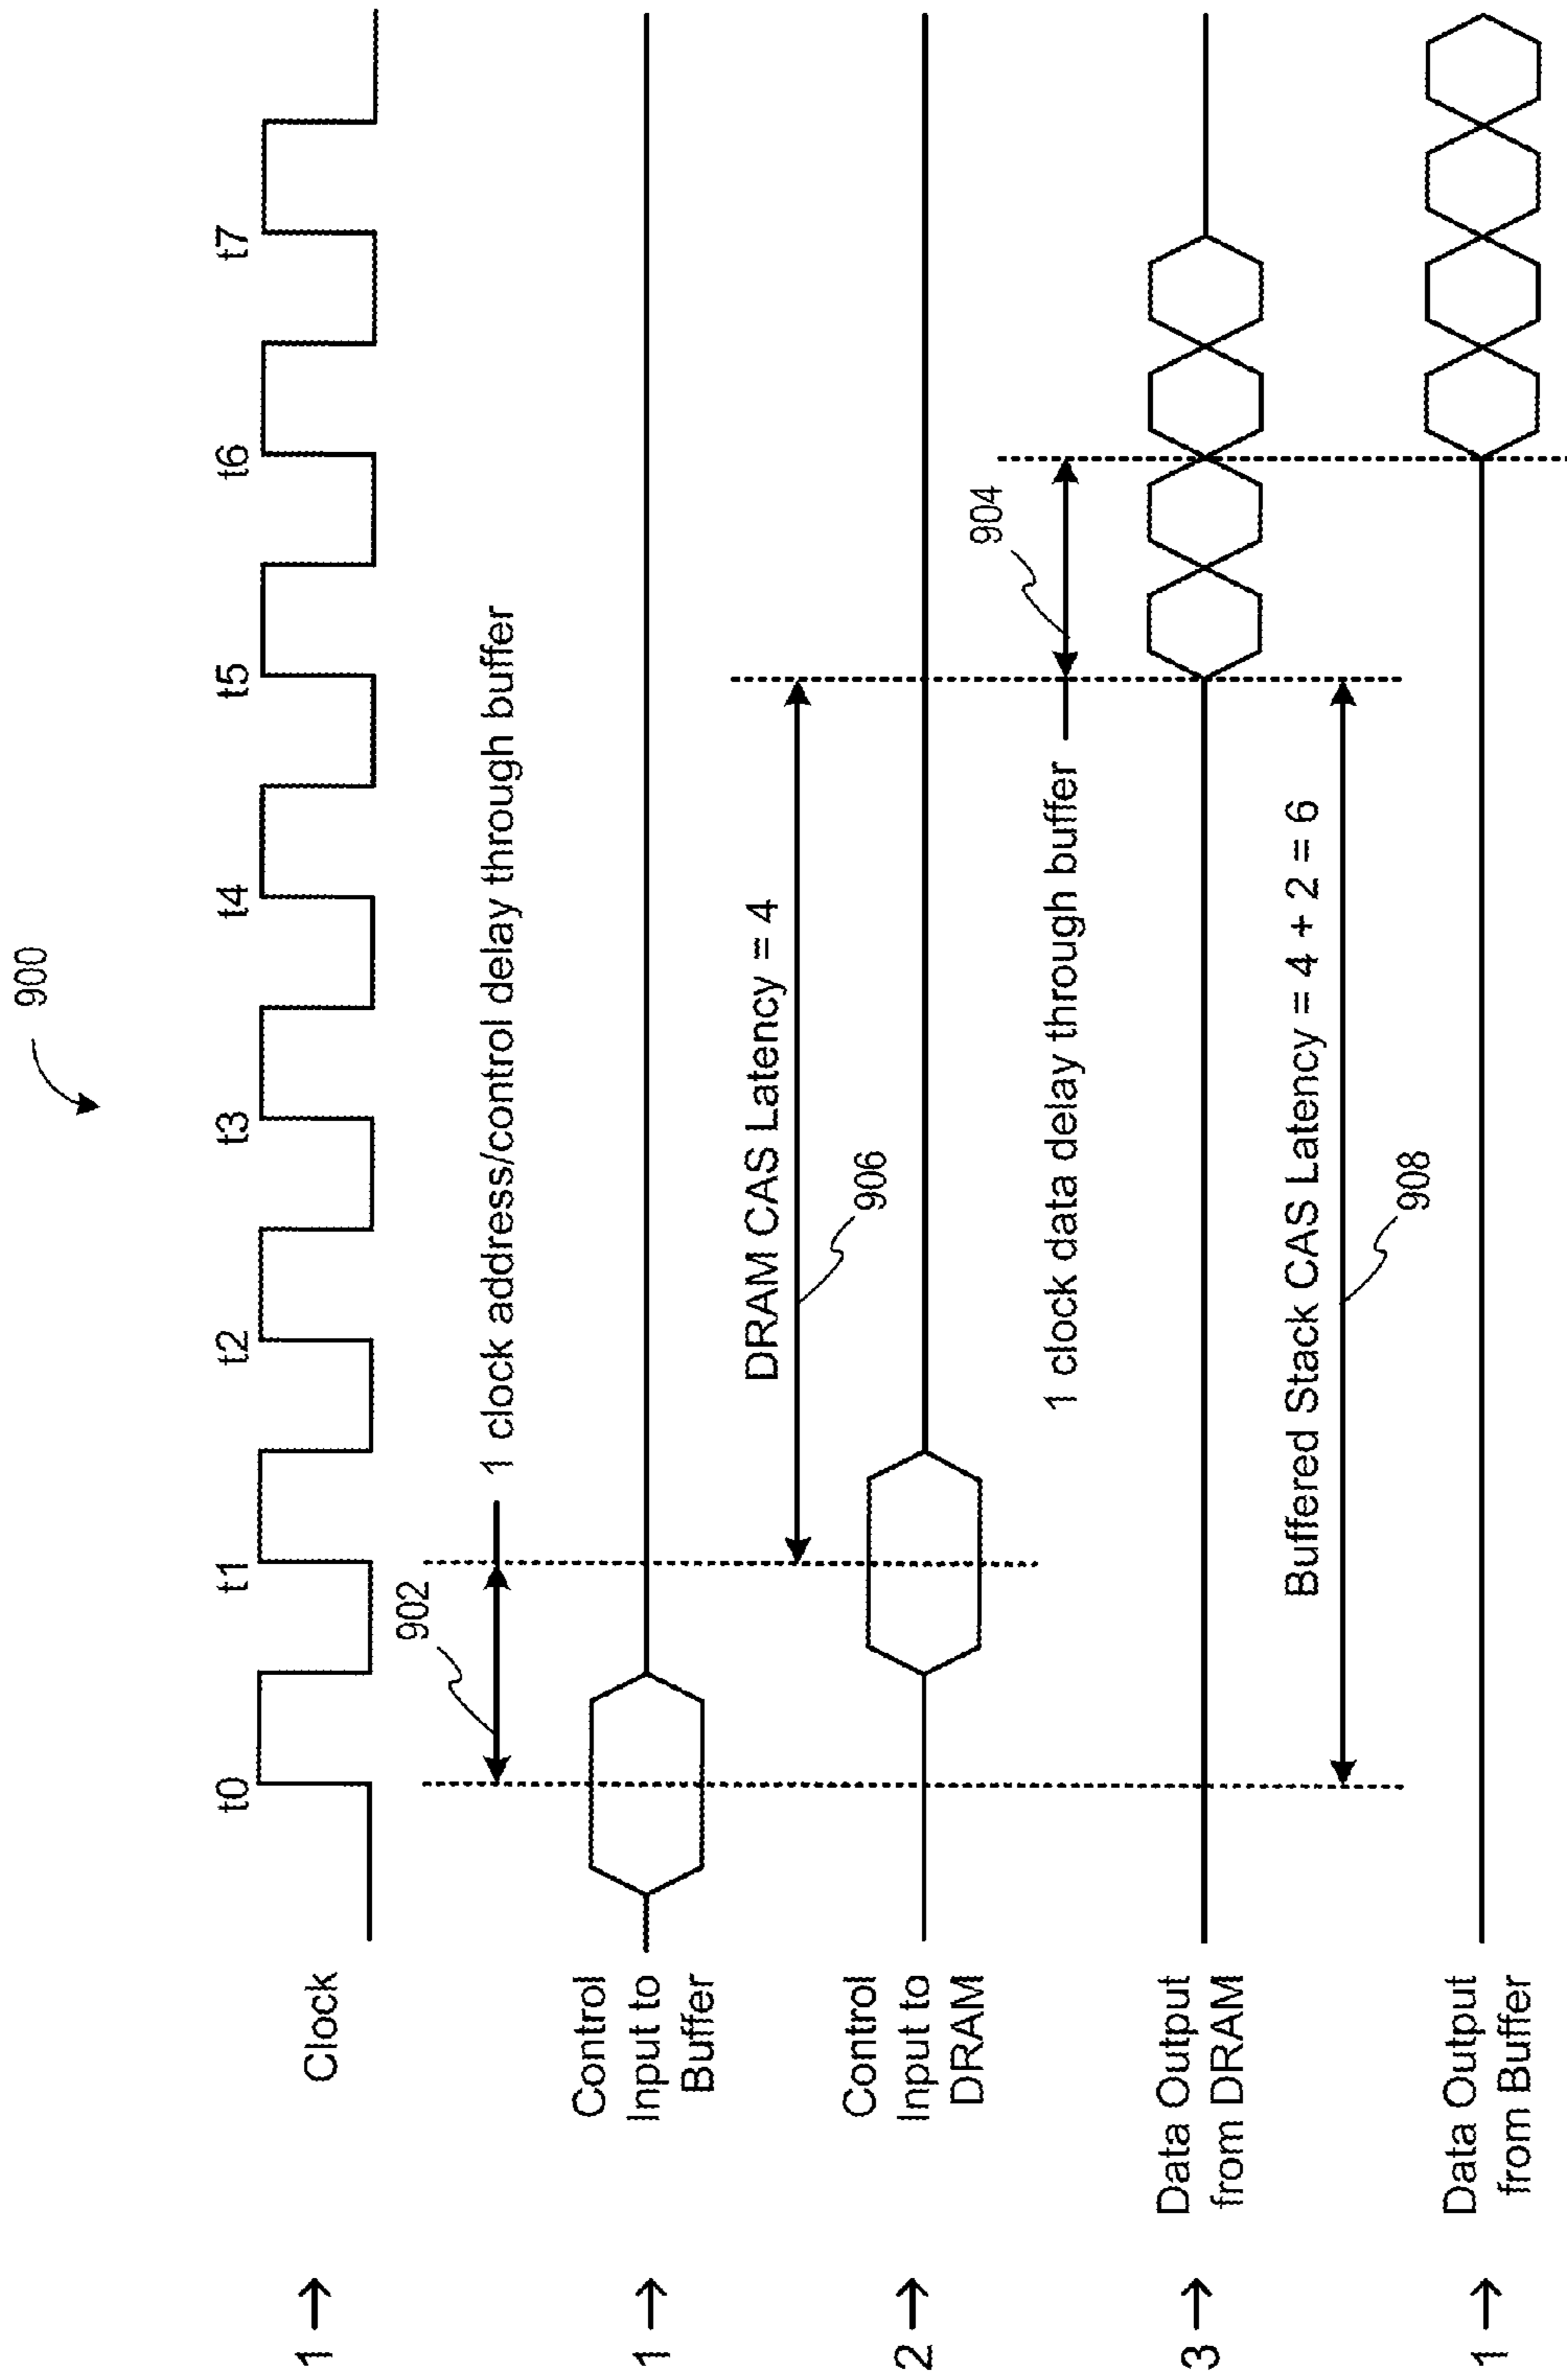 900
t0 t1 t2 t3 t4 t5 t6 t7
1 → Clock
902
1 clock address/control delay through buffer
1 → Control
Input to
Buffer
DRAM CAS Latency = 4
906
2 → Control
Input to
DRAM
904
1 clock data delay through buffer
3 → Data Output
from DRAM
Buffered Stack CAS Latency = 4 + 2 = 6
908
1 → Data Output
from Buffer